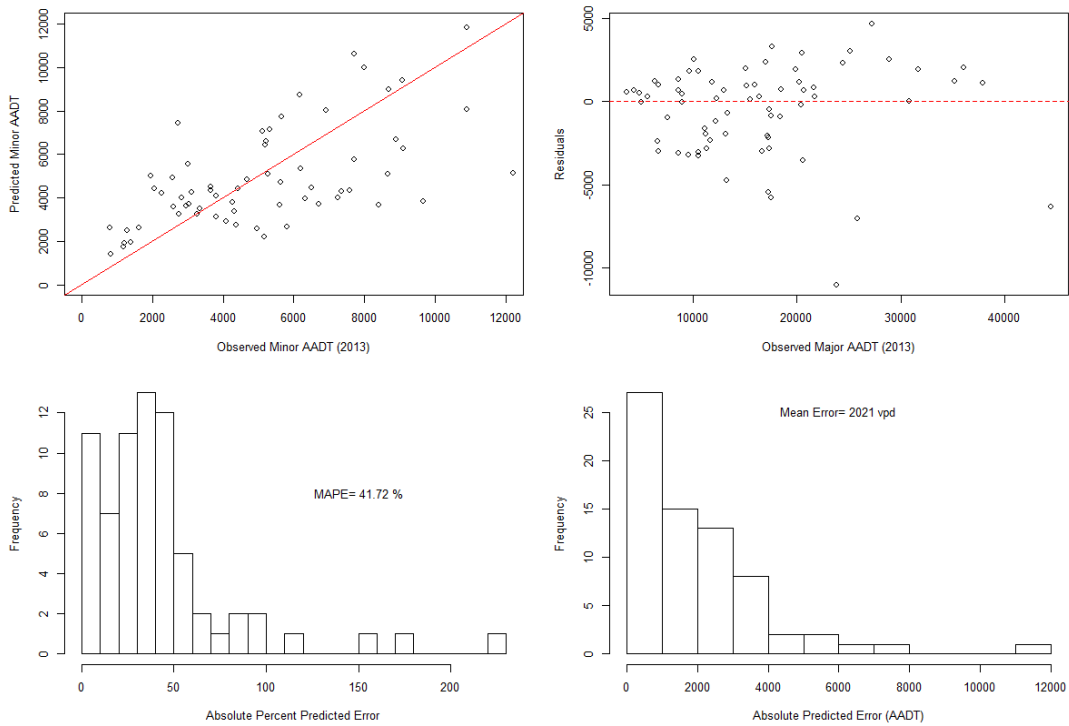 Predicted Minor AADT
12000
10000
8000
6000
4000
2000
0
0 2000 4000 6000 8000 10000 12000
Observed Minor AADT (2013)
Residuals
5000
0
-5000
-10000
10000 20000 30000 40000
Observed Major AADT (2013)
Frequency
12
10
8
6
4
2
0
MAPE= 41.72 %
0 50 100 150 200
Absolute Percent Predicted Error
Frequency
25
20
15
10
5
0
Mean Error= 2021 vpd
0 2000 4000 6000 8000 10000 12000
Absolute Predicted Error (AADT)